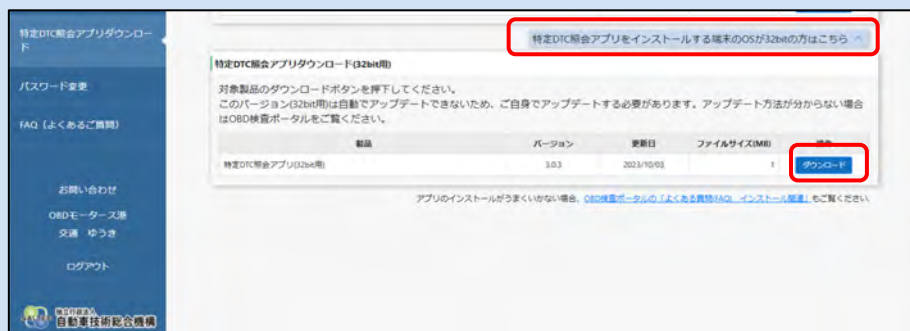 特定DTC照会アプリダウンロー
ド
パスワード変更
FAQ（よくあるご質問）
お問い合わせ
OBDモータース港
交通　ゆうき
ログアウト
独立行政法人
自動車技術総合機構
特定DTC照会アプリをインストールする端末のOSが32bitの方はこちら
特定DTC照会アプリダウンロード(32bit用)
対象製品のダウンロードボタンを押下してください。
このバージョン(32bit用)は自動でアップデートできないため、ご自身でアップデートする必要があります。アップデート方法が分からない場合
はOBD検査ポータルをご覧ください。
製品 バージョン 更新日 ファイルサイズ(MB) 操作
特定DTC照会アプリ(32bit用) 3.0.3 2023/10/03 1 ダウンロード
アプリのインストールがうまくいかない場合、OBD検査ポータルの「よくある質問(FAQ)　インストール関連」もご覧ください。